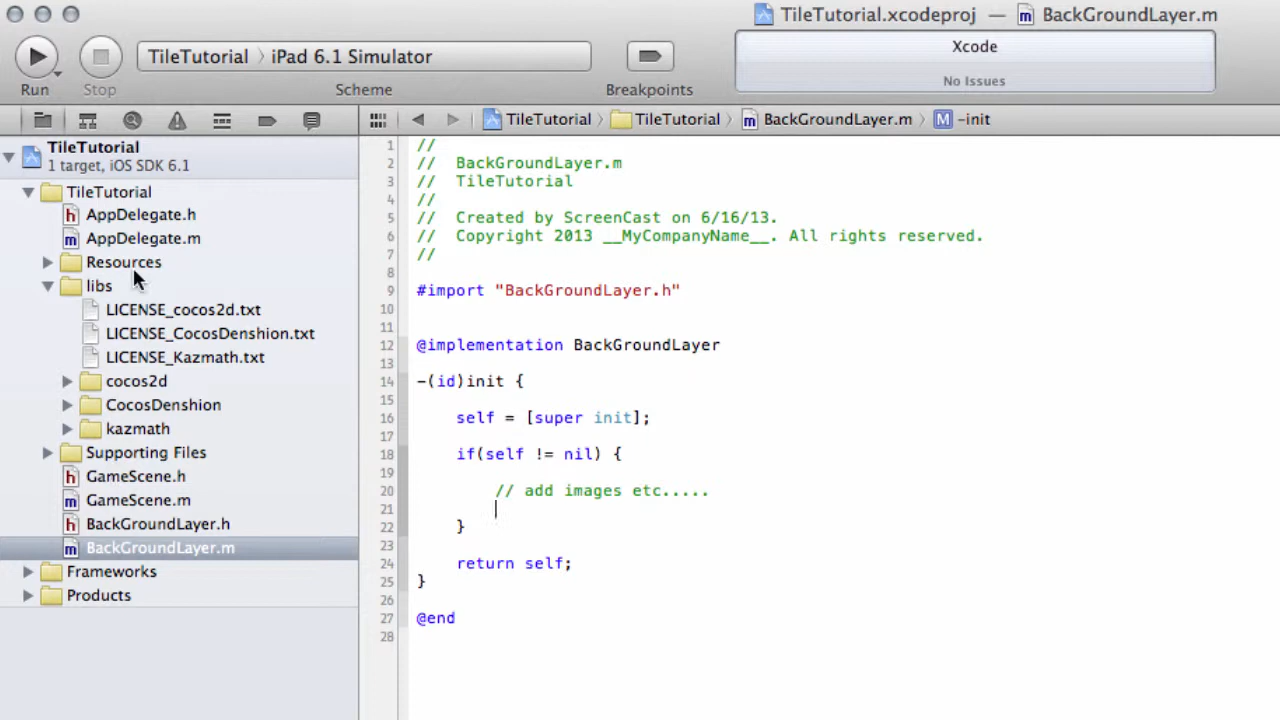 TileTutorial.xcodeproj — BackGroundLayer.m
TileTutorial 〉 iPad 6.1 Simulator
Xcode
No Issues
Run
Stop
Scheme
Breakpoints
TileTutorial 〉 TileTutorial 〉 BackGroundLayer.m 〉 M -init
TileTutorial
1 target, iOS SDK 6.1
TileTutorial
h AppDelegate.h
m AppDelegate.m
Resources
libs
LICENSE_cocos2d.txt
LICENSE_CocosDenshion.txt
LICENSE_Kazmath.txt
cocos2d
CocosDenshion
kazmath
Supporting Files
h GameScene.h
m GameScene.m
h BackGroundLayer.h
m BackGroundLayer.m
Frameworks
Products
1 //
2 //  BackGroundLayer.m
3 //  TileTutorial
4 //
5 //  Created by ScreenCast on 6/16/13.
6 //  Copyright 2013 __MyCompanyName__. All rights reserved.
7 //
8
9 #import "BackGroundLayer.h"
10
11
12 @implementation BackGroundLayer
13
14 -(id)init {
15
16     self = [super init];
17
18     if(self != nil) {
19
20         // add images etc.....
21
22     }
23
24     return self;
25 }
26
27 @end
28